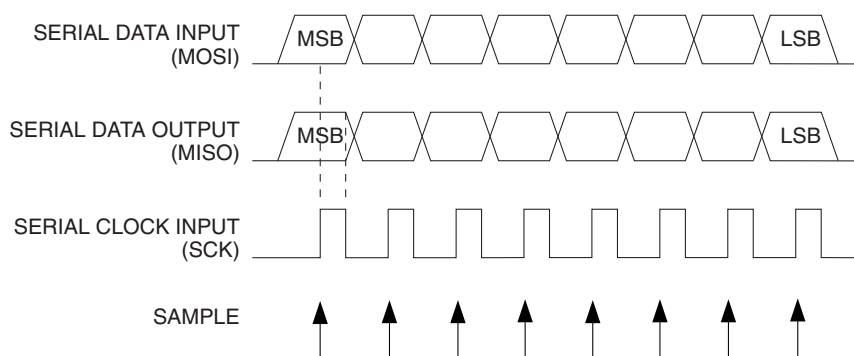 SERIAL DATA INPUT
(MOSI)
MSB
LSB
SERIAL DATA OUTPUT
(MISO)
MSB
LSB
SERIAL CLOCK INPUT
(SCK)
SAMPLE